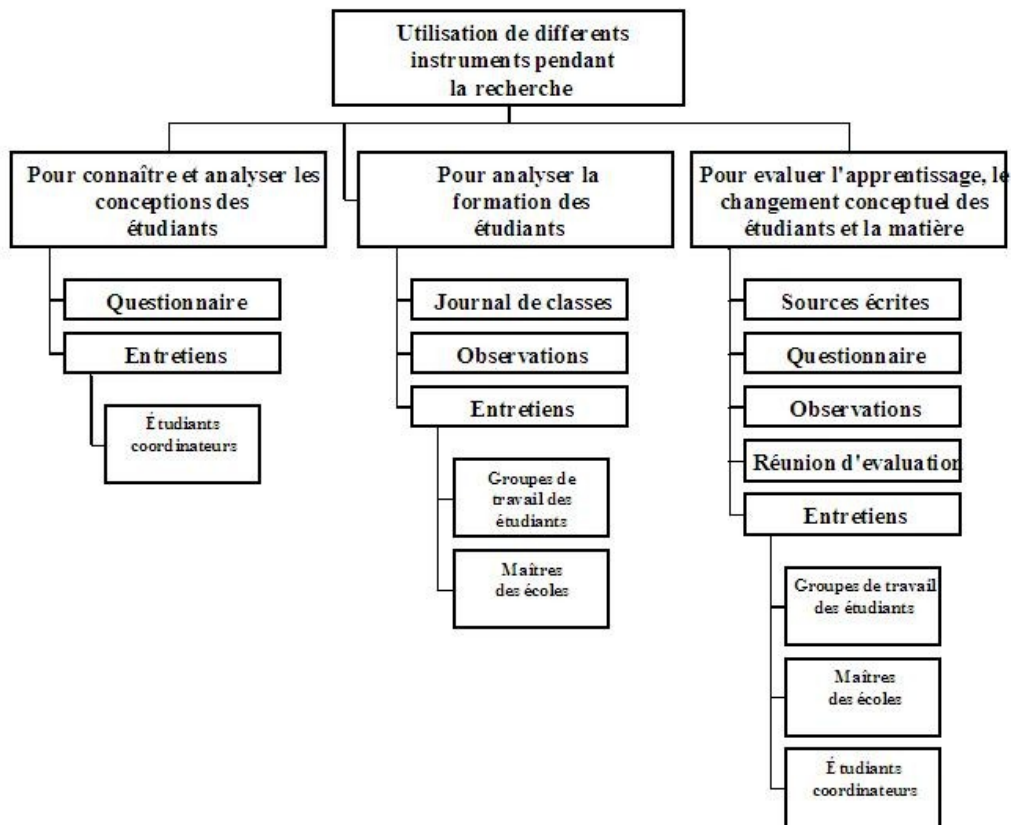 Utilisation de differents
instruments pendant
la recherche
Pour connaître et analyser les
conceptions des
étudiants
Questionnaire
Entretiens
Étudiants
coordinateurs
Pour analyser la
formation des
étudiants
Journal de classes
Observations
Entretiens
Groupes de
travail des
étudiants
Maîtres
des écoles
Pour evaluer l'apprentissage, le
changement conceptuel des
étudiants et la matière
Sources écrites
Questionnaire
Observations
Réunion d'evaluation
Entretiens
Groupes de travail
des étudiants
Maîtres
des écoles
Étudiants
coordinateurs